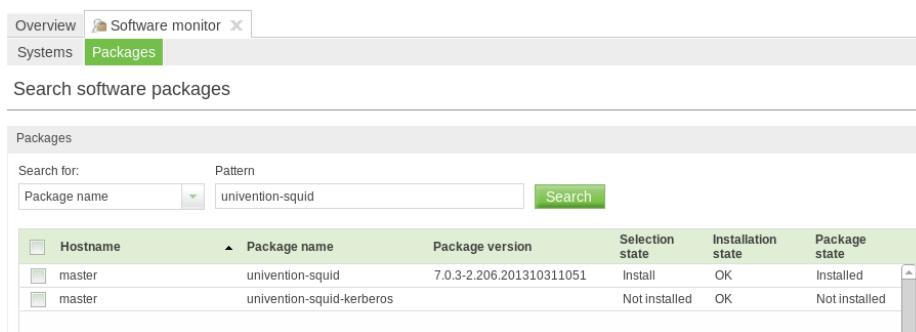 Overview Software monitor
Systems Packages
Search software packages
Packages
Search for: Pattern
Package name univention-squid Search
Hostname Package name Package version Selection state Installation state Package state
master univention-squid 7.0.3-2.206.201310311051 Install OK Installed
master univention-squid-kerberos Not installed OK Not installed